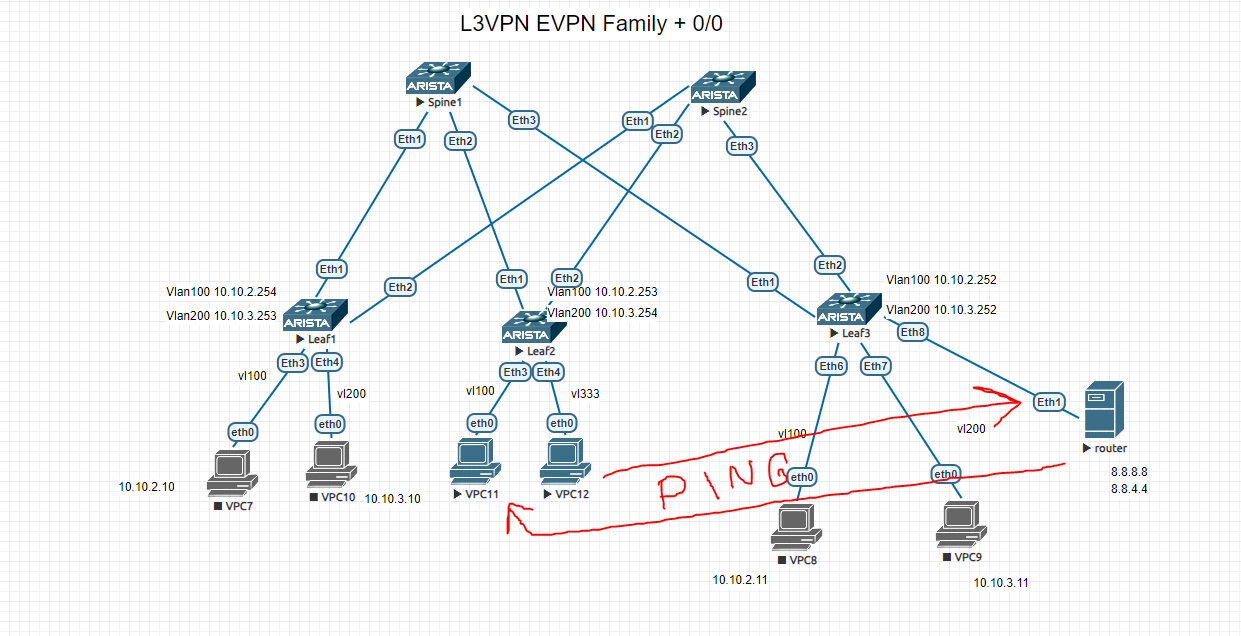 L3VPN EVPN Family + 0/0
ARISTA
Spine1
ARISTA
Spine2
Eth3
Eth1
Eth2
Eth1
Eth2
Eth3
Eth1
Eth2
Eth1
Eth2
Eth1
Eth2
Vlan100 10.10.2.254
Vlan200 10.10.3.253
ARISTA
Leaf1
Vlan100 10.10.2.253
Vlan200 10.10.3.254
ARISTA
Leaf2
Vlan100 10.10.2.252
Vlan200 10.10.3.252
ARISTA
Leaf3
Eth8
Eth3
Eth4
vl100
vl200
Eth3
Eth4
vl100
vl333
Eth6
Eth7
vl100
vl200
Eth1
router
8.8.8.8
8.8.4.4
eth0
eth0
eth0
eth0
eth0
eth0
PING
10.10.2.10
VPC7
VPC10
10.10.3.10
VPC11
VPC12
VPC8
10.10.2.11
VPC9
10.10.3.11